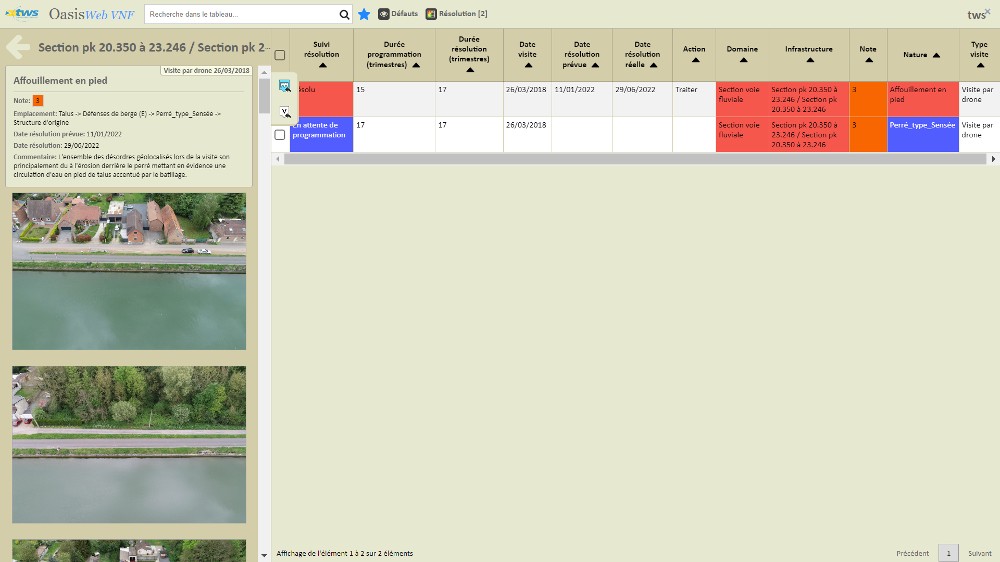 tws
OasisWeb VNF
Recherche dans le tableau...
Défauts
Résolution [2]
tws
Section pk 20.350 à 23.246 / Section pk 2...
Visite par drone 26/03/2018
Affouillement en pied
Note: 3
Emplacement: Talus -> Défenses de berge (E) -> Perré_type_Sensée ->
Structure d'origine
Date résolution prévue: 11/01/2022
Date résolution: 29/06/2022
Commentaire: L'ensemble des désordres géolocalisés lors de la visite son
principalement du à l'érosion derrière le perré mettant en évidence une
circulation d'eau en pied de talus accentué par le batillage.
Suivi
résolution
Durée
programmation
(trimestres)
Durée
résolution
(trimestres)
Date
visite
Date
résolution
prévue
Date
résolution
réelle
Action
Domaine
Infrastructure
Note
Nature
Type
visite
V
ésolu
15
17
26/03/2018
11/01/2022
29/06/2022
Traiter
Section voie
fluviale
Section pk 20.350 à
23.246 / Section pk
20.350 à 23.246
3
Affouillement en
pied
Visite par
drone
En attente de
programmation
17
17
26/03/2018
Section voie
fluviale
Section pk 20.350 à
23.246 / Section pk
20.350 à 23.246
3
Perré_type_Sensée
Visite par
drone
Affichage de l'élément 1 à 2 sur 2 éléments
Précédent
1
Suivant